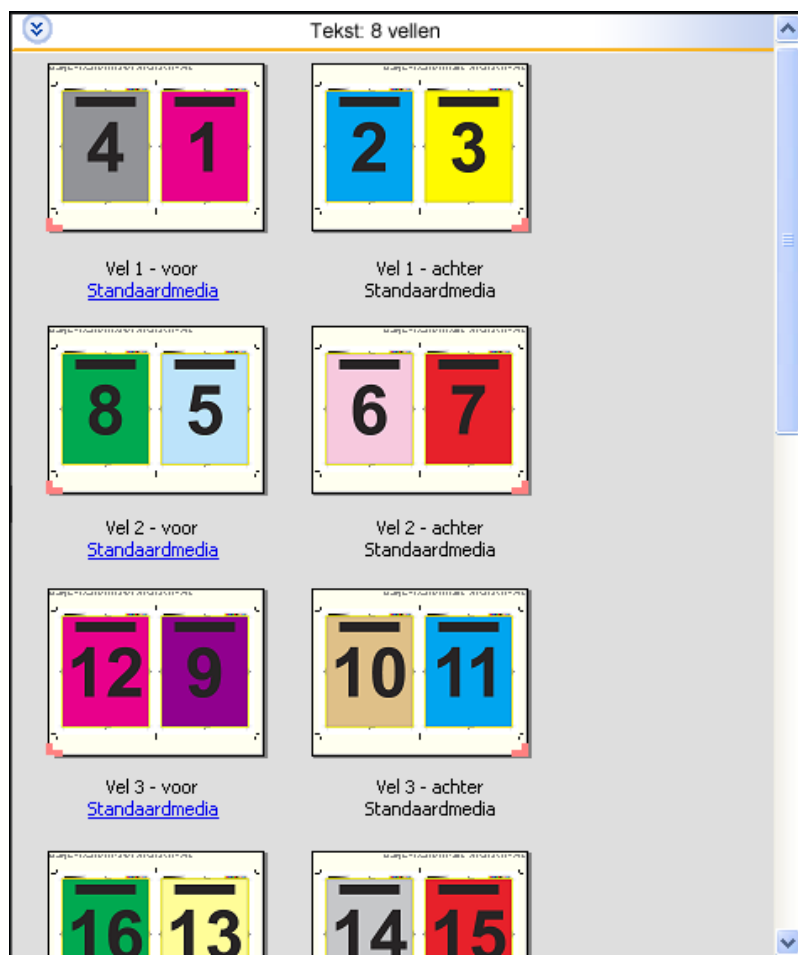 Tekst: 8 vellen
4 1 2 3
Vel 1 - voor Vel 1 - achter
Standaardmedia Standaardmedia
8 5 6 7
Vel 2 - voor Vel 2 - achter
Standaardmedia Standaardmedia
12 9 10 11
Vel 3 - voor Vel 3 - achter
Standaardmedia Standaardmedia
16 13 14 15